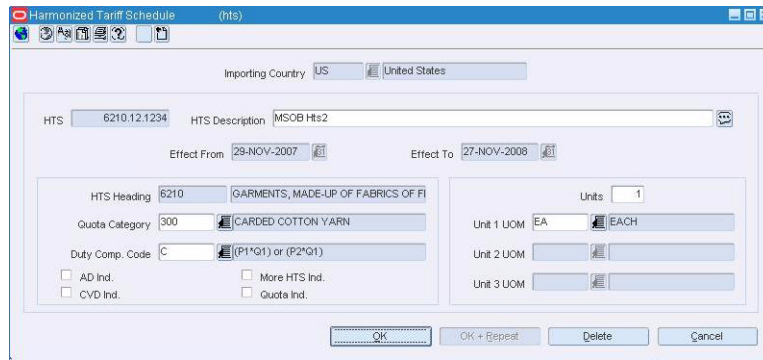 Harmonized Tariff Schedule (hts)
Importing Country US United States
HTS 6210.12.1234 HTS Description MSOB Hts2
Effect From 29-NOV-2007 Effect To 27-NOV-2008
HTS Heading 6210 GARMENTS, MADE-UP OF FABRICS OF FI Units 1
Quota Category 300 CARDED COTTON YARN Unit 1 UOM EA EACH
Duty Comp. Code C (P1*Q1) or (P2*Q1) Unit 2 UOM
AD Ind. More HTS Ind. Unit 3 UOM
CVD Ind. Quota Ind.
OK OK + Repeat Delete Cancel